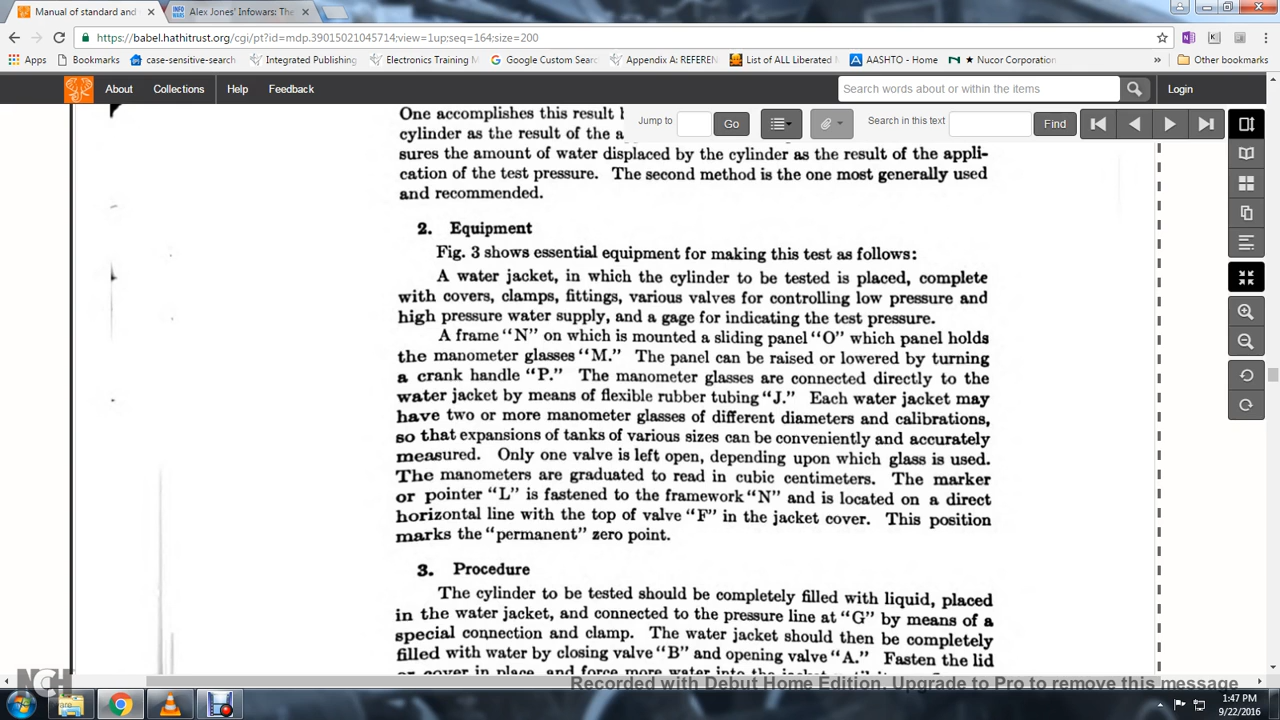 Manual of standard and
Alex Jones' Infowars: The
https://babel.hathitrust.org/cgi/pt?id=mdp.39015021045714;view=1up;seq=164;size=200
Apps
Bookmarks
case-sensitive-search
Integrated Publishing
Electronics Training M
Google Custom Sear
Appendix A: REFEREN
List of ALL Liberated
AASHTO - Home
Nucor Corporation
»
Other bookmarks
About
Collections
Help
Feedback
Search words about or within the items
Login
Jump to
Go
Search in this text
Find
One accomplishes this result
cylinder as the result of the a
sures the amount of water displaced by the cylinder as the result of the appli-
cation of the test pressure. The second method is the one most generally used
and recommended.
2. Equipment
Fig. 3 shows essential equipment for making this test as follows:
A water jacket, in which the cylinder to be tested is placed, complete
with covers, clamps, fittings, various valves for controlling low pressure and
high pressure water supply, and a gage for indicating the test pressure.
A frame "N" on which is mounted a sliding panel "O" which panel holds
the manometer glasses "M." The panel can be raised or lowered by turning
a crank handle "P." The manometer glasses are connected directly to the
water jacket by means of flexible rubber tubing "J." Each water jacket may
have two or more manometer glasses of different diameters and calibrations,
so that expansions of tanks of various sizes can be conveniently and accurately
measured. Only one valve is left open, depending upon which glass is used.
The manometers are graduated to read in cubic centimeters. The marker
or pointer "L" is fastened to the framework "N" and is located on a direct
horizontal line with the top of valve "F" in the jacket cover. This position
marks the "permanent" zero point.
3. Procedure
The cylinder to be tested should be completely filled with liquid, placed
in the water jacket, and connected to the pressure line at "G" by means of a
special connection and clamp. The water jacket should then be completely
filled with water by closing valve "B" and opening valve "A." Fasten the lid
or cover in place, and force more water into the jacket
Recorded with Debut Home Edition. Upgrade to Pro to remove this message
NCH
ware
1:47 PM
9/22/2016